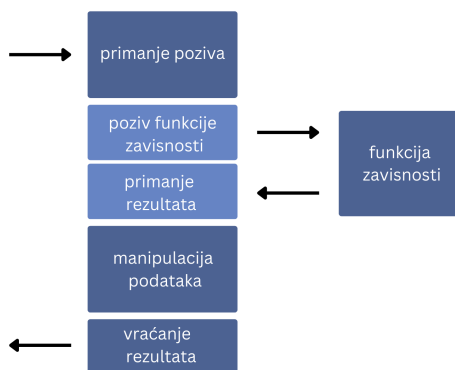 primanje poziva
poziv funkcije
zavisnosti
funkcija
zavisnosti
primanje
rezultata
manipulacija
podataka
vraćanje
rezultata